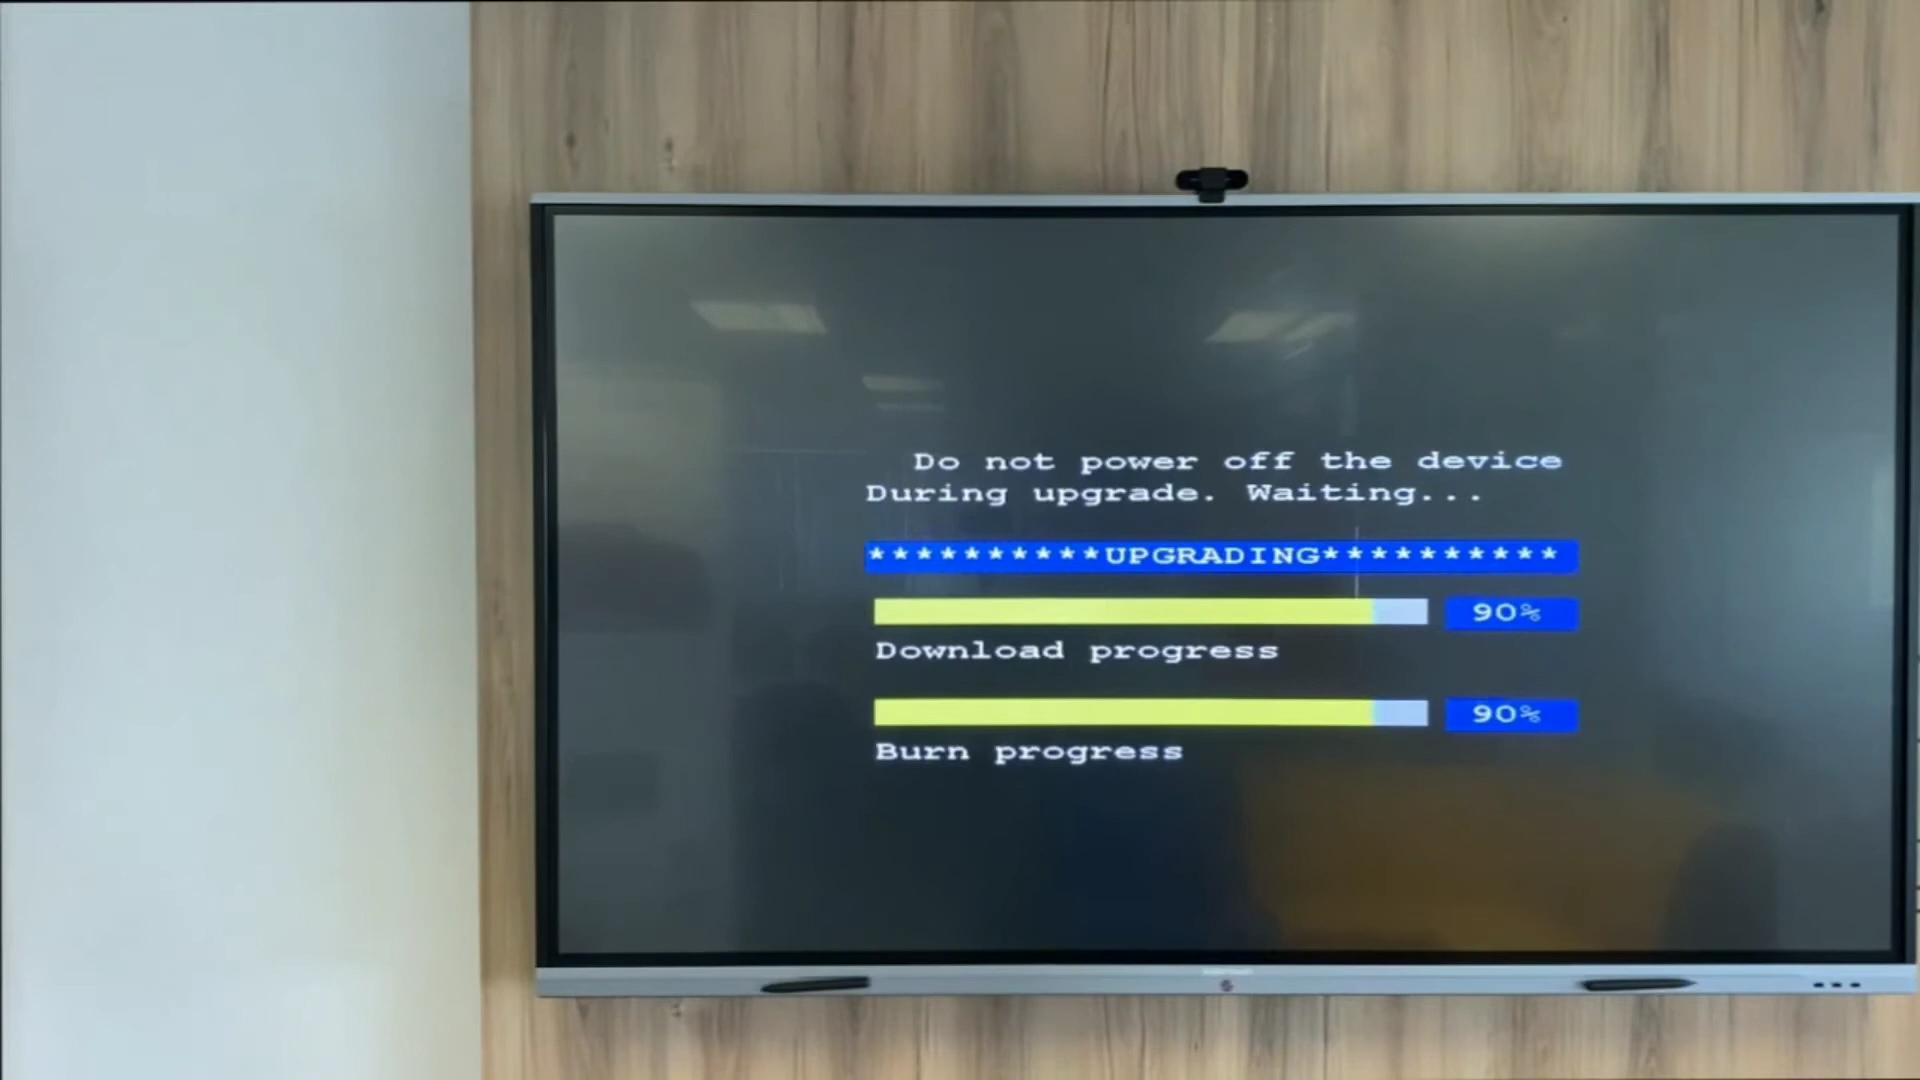 Do not power off the device
During upgrade. Waiting...
**********UPGRADING**********
90%
Download progress
90%
Burn progress